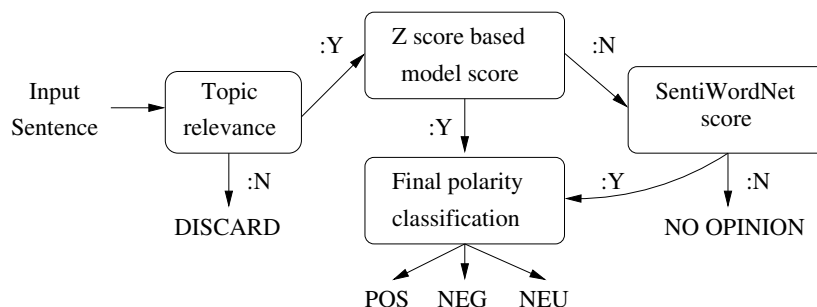 :Y
Z score based
model score
:N
Input
Sentence
Topic
relevance
SentiWordNet
score
:Y
:N
DISCARD
Final polarity
classification
:Y
:N
NO OPINION
POS NEG NEU